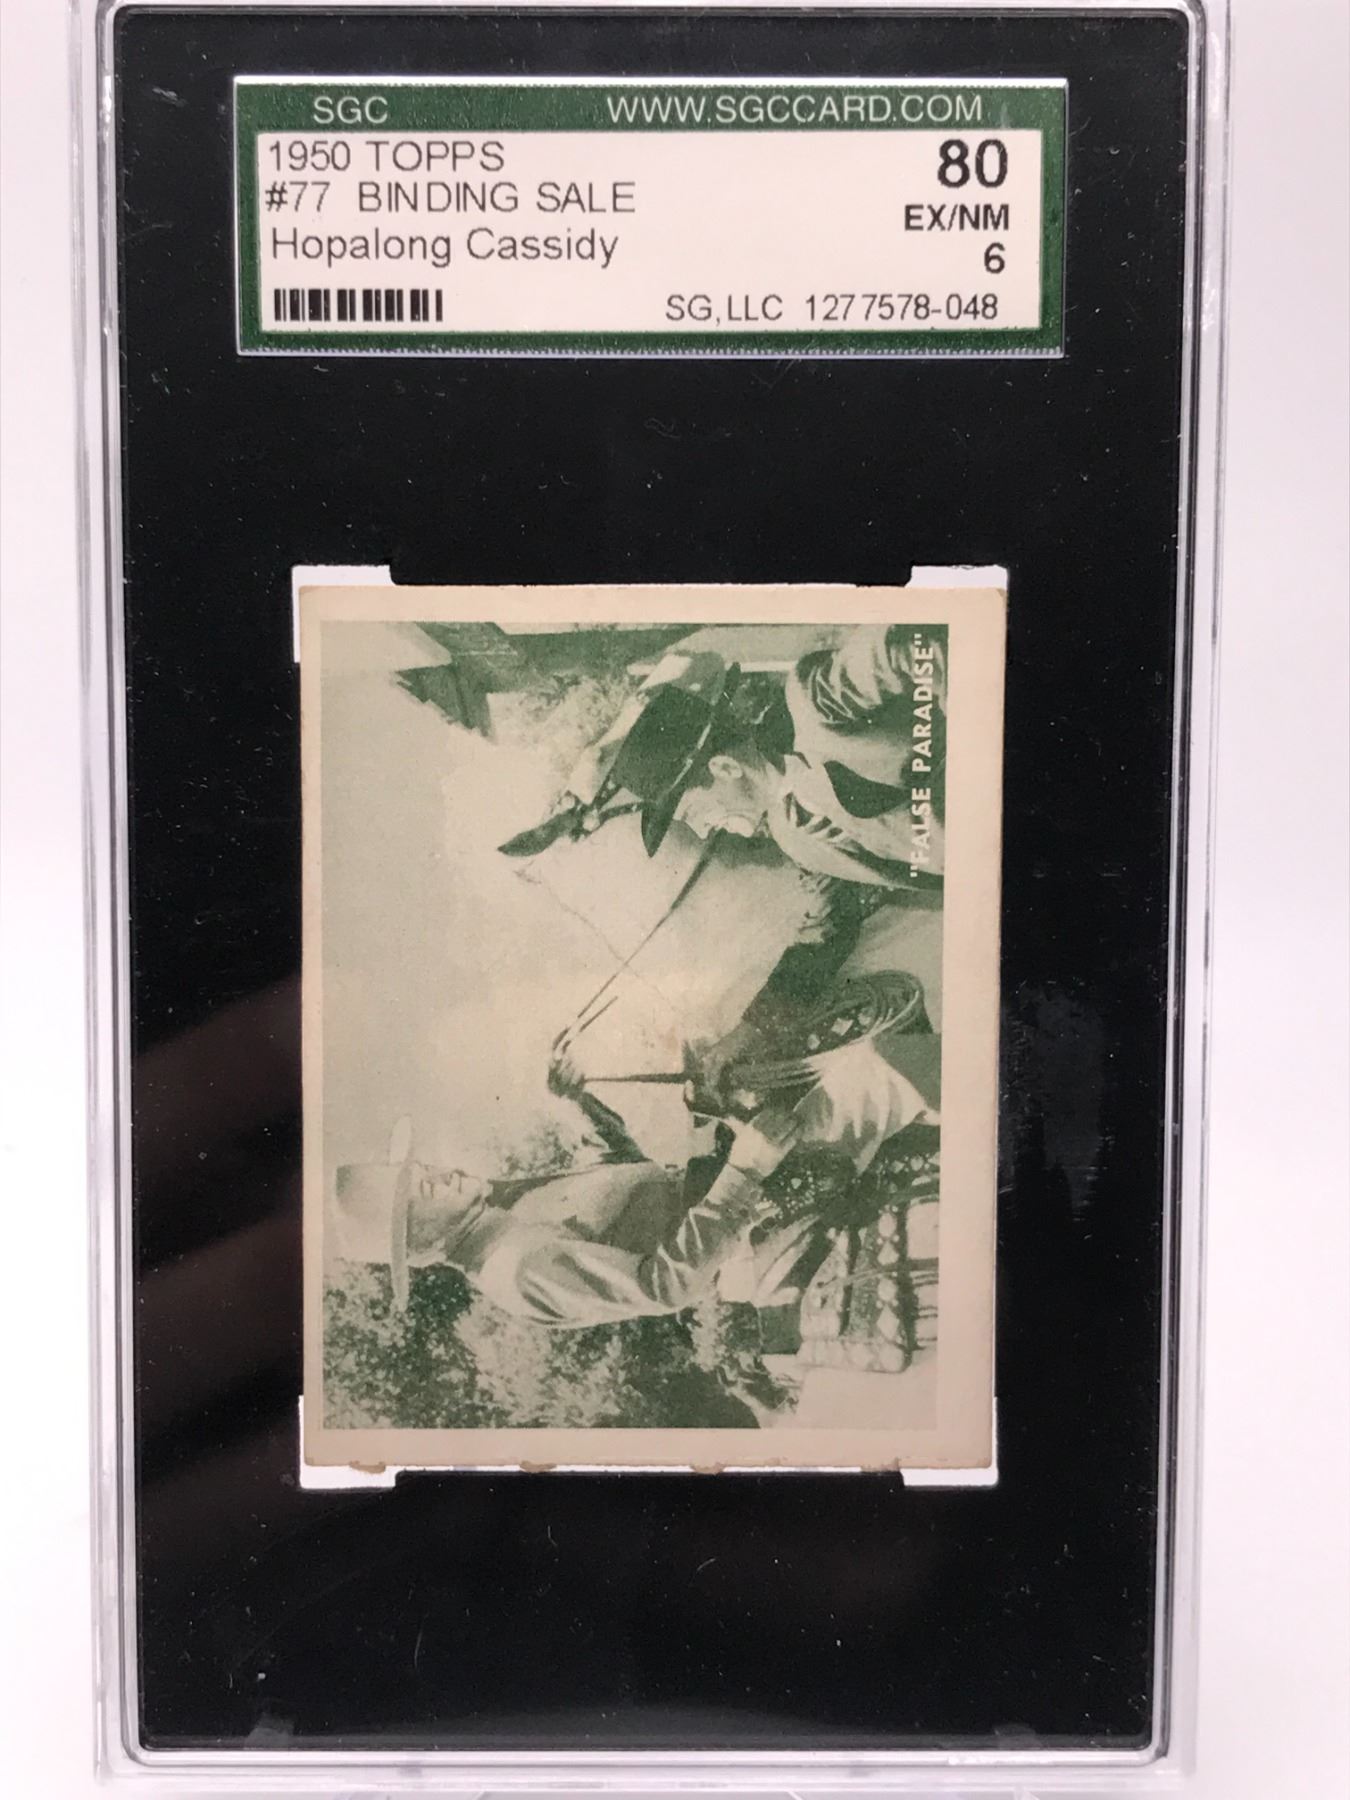 SGC WWW.SGCCARD.COM
1950 TOPPS 80
#77 BINDING SALE EX/NM
Hopalong Cassidy 6
SG,LLC 1277578-048
"FALSE PARADISE"